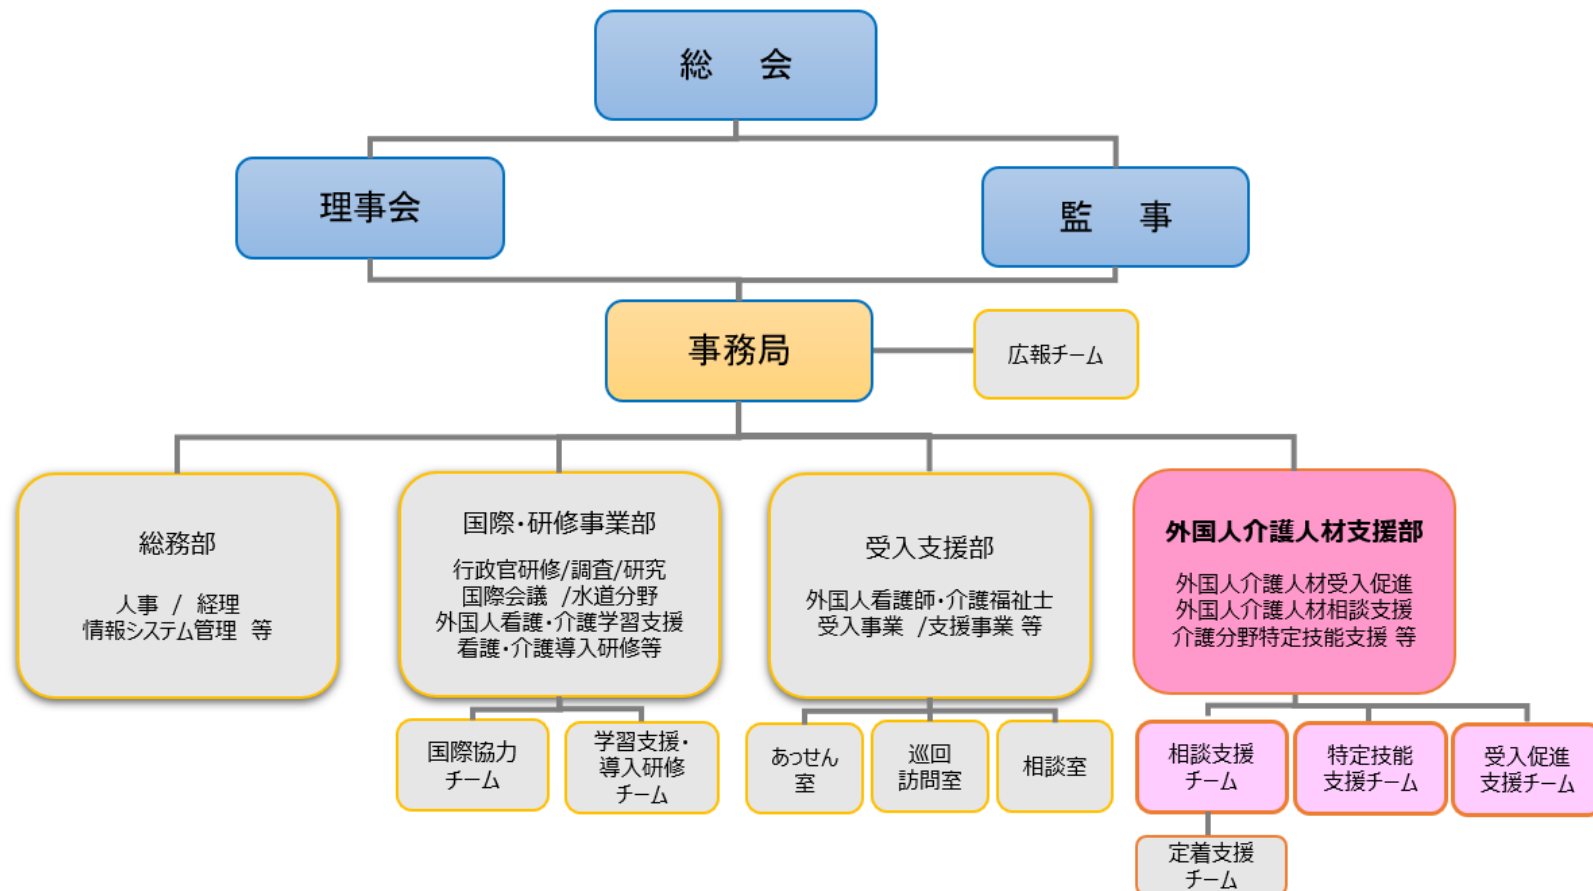 総　会
理事会
監　事
事務局
広報チーム
総務部
人事 / 経理
情報システム管理 等
国際・研修事業部
行政官研修/調査/研究
国際会議 /水道分野
外国人看護・介護学習支援
看護・介護導入研修等
受入支援部
外国人看護師・介護福祉士
受入事業 /支援事業 等
外国人介護人材支援部
外国人介護人材受入促進
外国人介護人材相談支援
介護分野特定技能支援 等
国際協力
チーム
学習支援・
導入研修
チーム
あっせん
室
巡回
訪問室
相談室
相談支援
チーム
特定技能
支援チーム
受入促進
支援チーム
定着支援
チーム